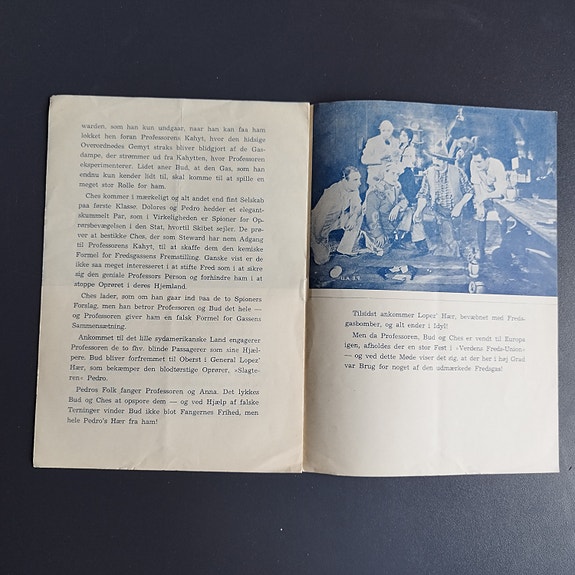 warden, som han kun undgaar, naar han kan faa ham
lokket hen foran Professorens Kahyt, hvor den hidsige
Overordnedes Gemyt straks bliver blidgjort af de Gas-
dampe, der strømmer ud fra Kahytten, hvor Professoren
eksperimenterer. Lidet aner Bud, at den Gas, som han
endnu kun kender lidt til, skal komme til at spille en
meget stor Rolle for ham.
Ches kommer i mærkeligt og alt andet end fint Selskab
paa første Klasse. Dolores og Pedro hedder et elegant-
skummelt Par, som i Virkeligheden er Spioner for Op-
rørsbevægelsen i den Stat, hvortil Skibet sejler. De prø-
ver at bestikke Ches, der som Steward har nem Adgang
til Professorens Kahyt, til at skaffe dem den kemiske
Formel for Fredsgassens Fremstilling. Ganske vist er de
ikke saa meget interesseret i at stifte Fred som i at sikre
sig den geniale Professors Person og forhindre ham i at
stoppe Oprøret i deres Hjemland.
Ches lader, som om han gaar ind paa de to Spioners
Forslag, men han betror Professoren og Bud det hele —
og Professoren giver ham en falsk Formel for Gassens
Sammensætning.
Ankommet til det lille sydamerikanske Land engagerer
Professoren de to fhv. blinde Passagerer som sine Hjæl-
pere. Bud bliver forfremmet til Oberst i General Lopez'
Hær, som bekæmper den blodtørstige Oprører, »Slagte-
ren« Pedro.
Pedros Folk fanger Professoren og Anna. Det lykkes
Bud og Ches at opspore dem — og ved Hjælp af falske
Terninger vinder Bud ikke blot Fangernes Frihed, men
hele Pedro's Hær fra ham!
Tilsidst ankommer Lopez' Hær, bevæbnet med Freds-
gasbomber, og alt ender i Idyl!
Men da Professoren, Bud og Ches er vendt til Europa
igen, afholdes der en stor Fest i »Verdens Freds-Union«
— og ved dette Møde viser det sig, at der her i høj Grad
var Brug for noget af den udmærkede Fredsgas!